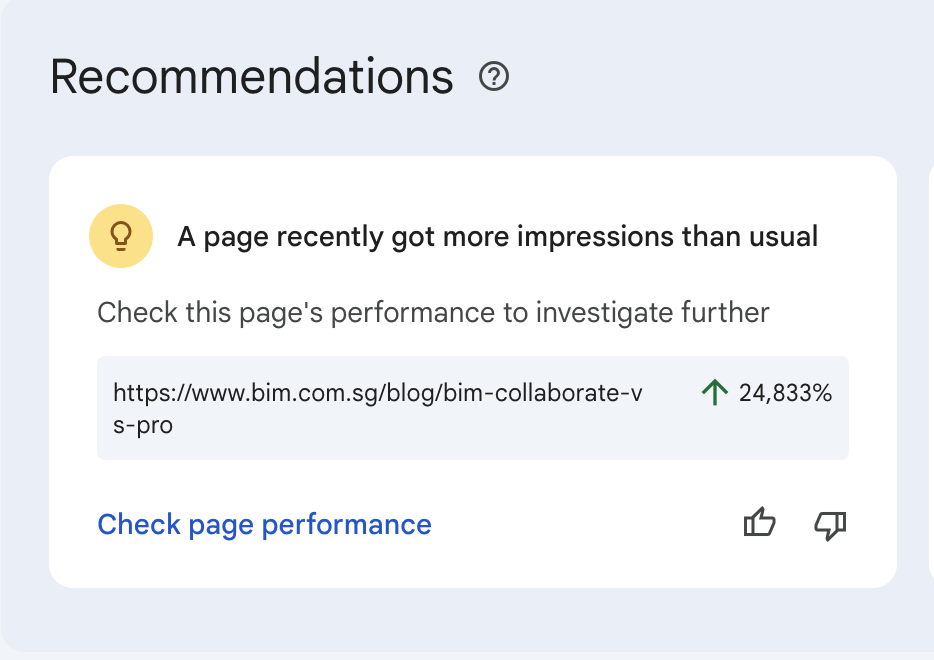 Recommendations
A page recently got more impressions than usual
Check this page's performance to investigate further
https://www.bim.com.sg/blog/bim-collaborate-v
s-pro
24,833%
Check page performance